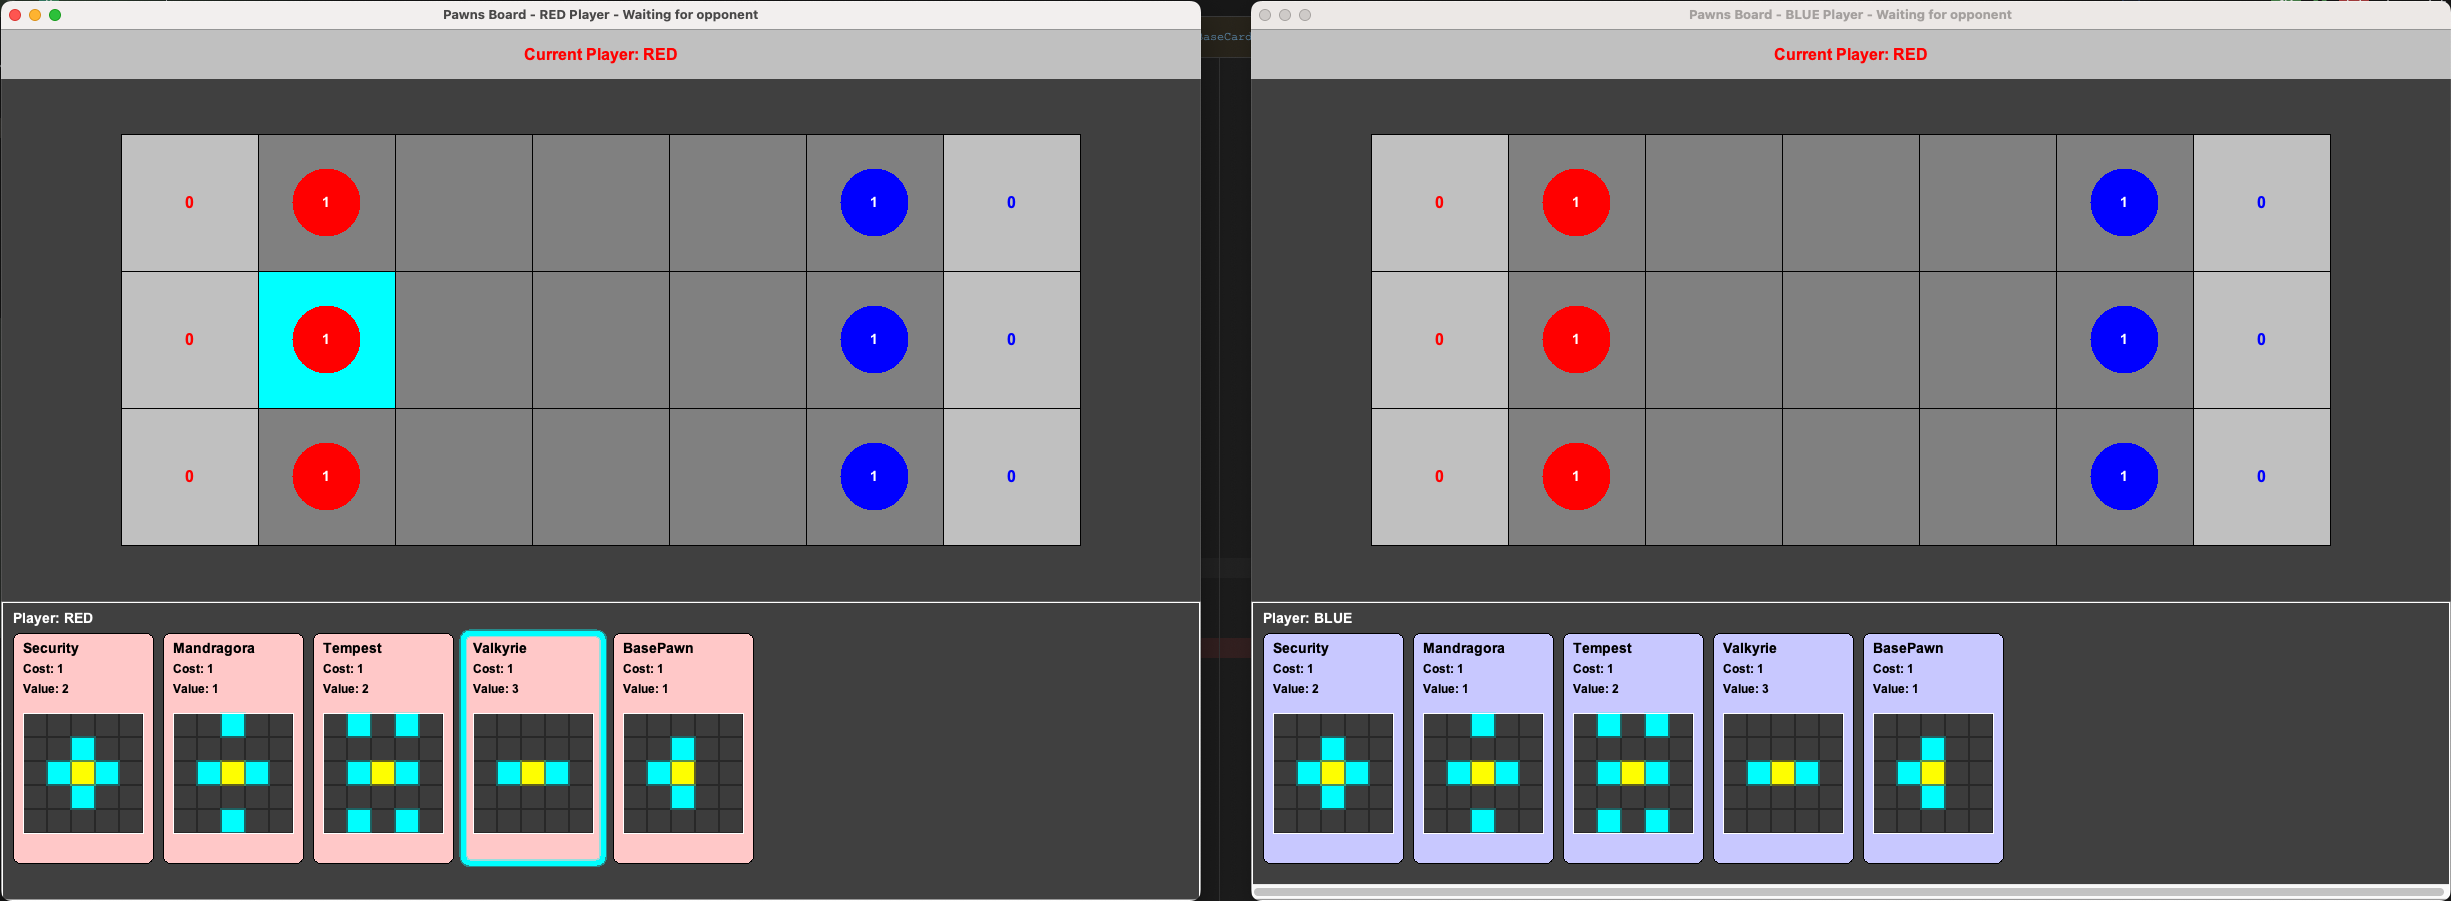 Pawns Board - RED Player - Waiting for opponent
Current Player: RED
0 1 1 0
0 1 1 0
0 1 1 0
Player: RED
Security Mandragora Tempest Valkyrie BasePawn
Cost: 1 Cost: 1 Cost: 1 Cost: 1 Cost: 1
Value: 2 Value: 1 Value: 2 Value: 3 Value: 1
BaseCard
Pawns Board - BLUE Player - Waiting for opponent
Current Player: RED
0 1 1 0
0 1 1 0
0 1 1 0
Player: BLUE
Security Mandragora Tempest Valkyrie BasePawn
Cost: 1 Cost: 1 Cost: 1 Cost: 1 Cost: 1
Value: 2 Value: 1 Value: 2 Value: 3 Value: 1